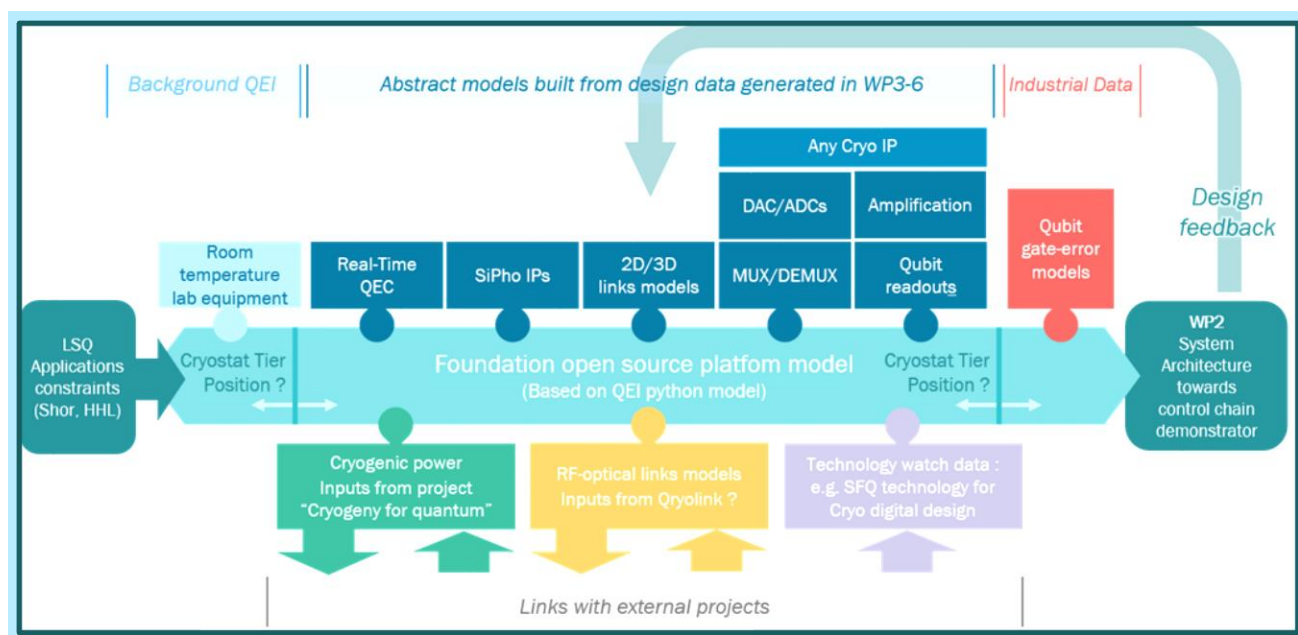 Background QEI
Abstract models built from design data generated in WP3-6
Industrial Data
Any Cryo IP
DAC/ADCs
Amplification
Design
feedback
Room
temperature
lab equipment
Real-Time
QEC
SiPho IPs
2D/3D
links models
MUX/DEMUX
Qubit
readouts
Qubit
gate-error
models
LSQ
Applications
constraints
(Shor, HHL)
Cryostat Tier
Position ?
Foundation open source platfom model
(Based on QEI python model)
Cryostat Tier
Position ?
WP2
System
Architecture
towards
control chain
demonstrator
Cryogenic power
Inputs from project
“Cryogeny for quantum”
RF-optical links models
Inputs from Qryolink ?
Technology watch data :
e.g. SFQ technology for
Cryo digital design
Links with external projects